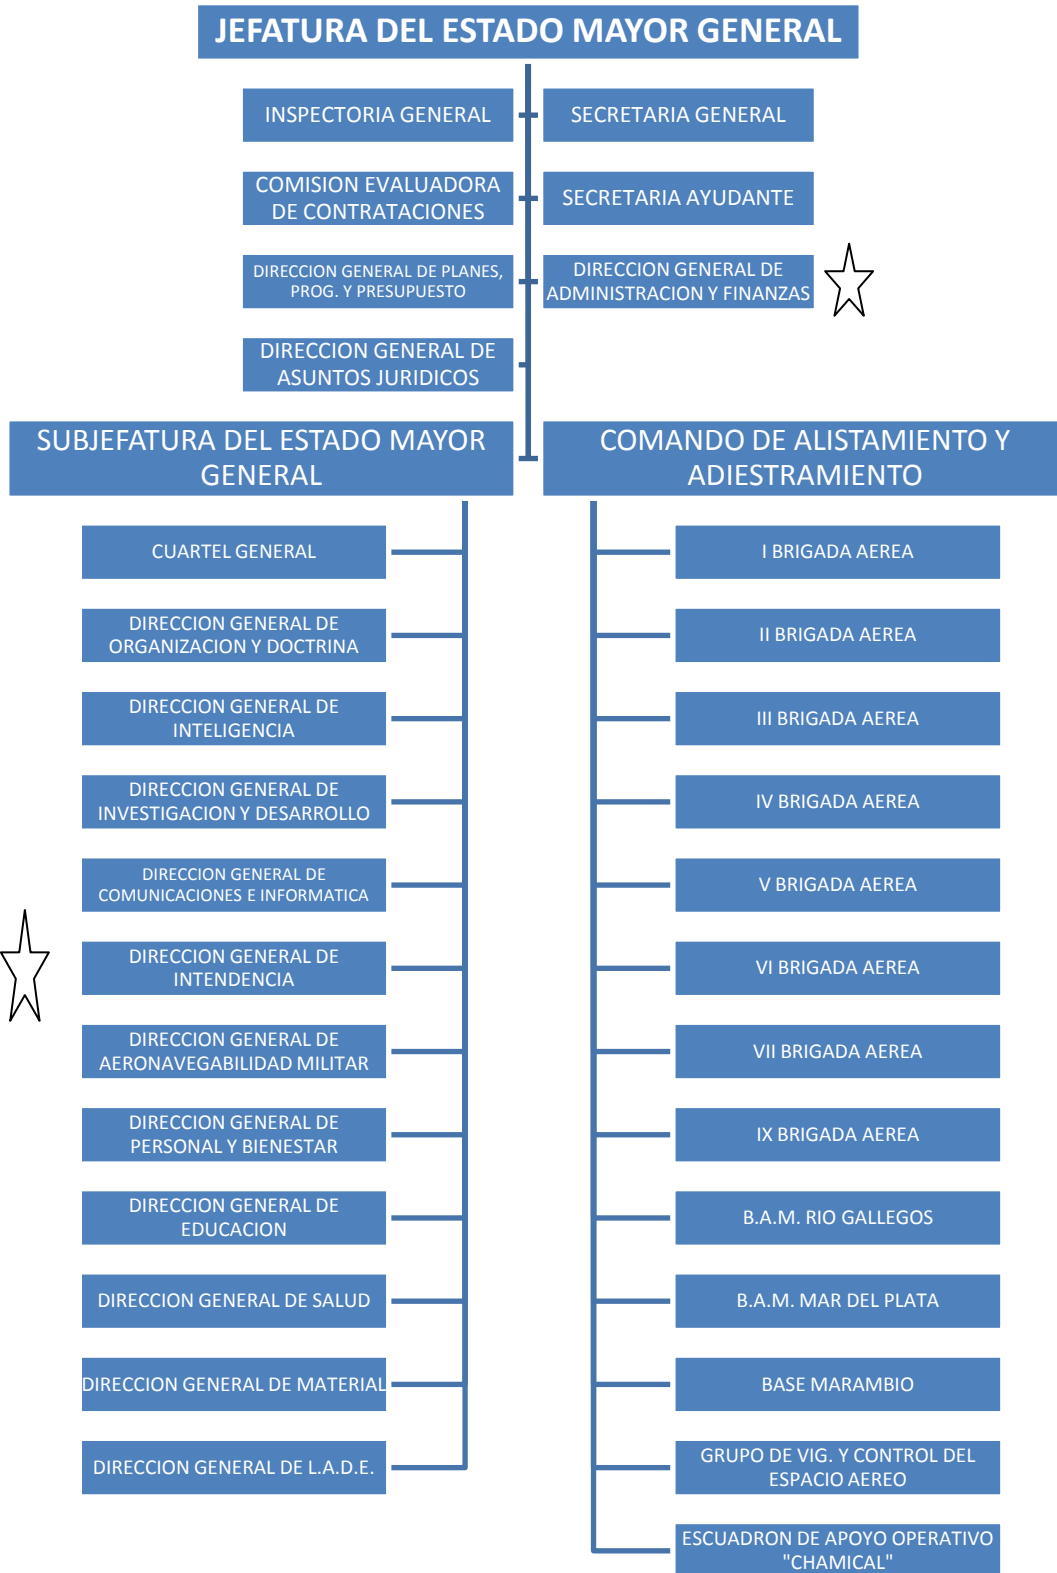 JEFATURA DEL ESTADO MAYOR GENERAL
INSPECTORIA GENERAL
SECRETARIA GENERAL
COMISION EVALUADORA
DE CONTRATACIONES
SECRETARIA AYUDANTE
DIRECCION GENERAL DE PLANES,
PROG. Y PRESUPUESTO
DIRECCION GENERAL DE
ADMINISTRACION Y FINANZAS
DIRECCION GENERAL DE
ASUNTOS JURIDICOS
SUBJEFATURA DEL ESTADO MAYOR
GENERAL
CUARTEL GENERAL
DIRECCION GENERAL DE
ORGANIZACION Y DOCTRINA
DIRECCION GENERAL DE
INTELIGENCIA
DIRECCION GENERAL DE
INVESTIGACION Y DESARROLLO
DIRECCION GENERAL DE
COMUNICACIONES E INFORMATICA
DIRECCION GENERAL DE
INTENDENCIA
DIRECCION GENERAL DE
AERONAVEGABILIDAD MILITAR
DIRECCION GENERAL DE
PERSONAL Y BIENESTAR
DIRECCION GENERAL DE
EDUCACION
DIRECCION GENERAL DE SALUD
DIRECCION GENERAL DE MATERIAL
DIRECCION GENERAL DE L.A.D.E.
COMANDO DE ALISTAMIENTO Y
ADIESTRAMIENTO
I BRIGADA AEREA
II BRIGADA AEREA
III BRIGADA AEREA
IV BRIGADA AEREA
V BRIGADA AEREA
VI BRIGADA AEREA
VII BRIGADA AEREA
IX BRIGADA AEREA
B.A.M. RIO GALLEGOS
B.A.M. MAR DEL PLATA
BASE MARAMBIO
GRUPO DE VIG. Y CONTROL DEL
ESPACIO AEREO
ESCUADRON DE APOYO OPERATIVO
"CHAMICAL"